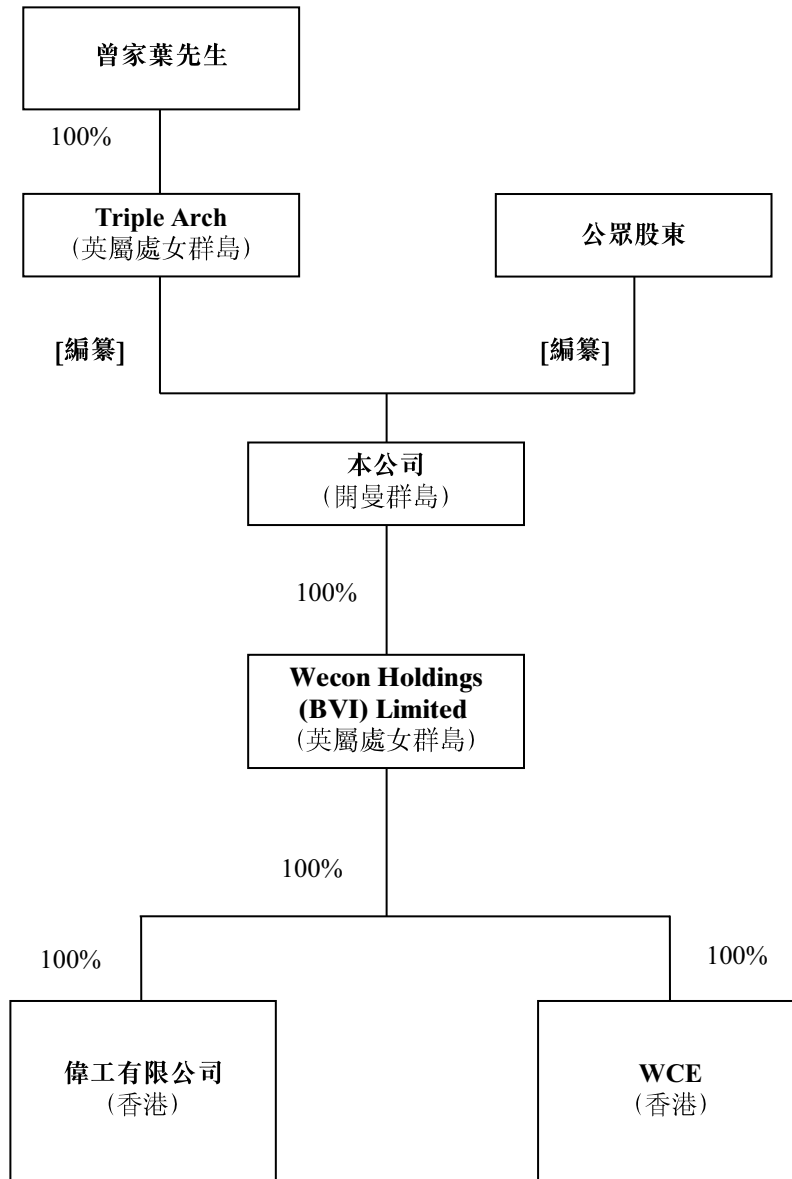 曾家葉先生
100%
Triple Arch
(英屬處女群島)
公眾股東
[編纂]
[編纂]
本公司
(開曼群島)
100%
Wecon Holdings
(BVI) Limited
(英屬處女群島)
100%
100%
100%
偉工有限公司
(香港)
WCE
(香港)